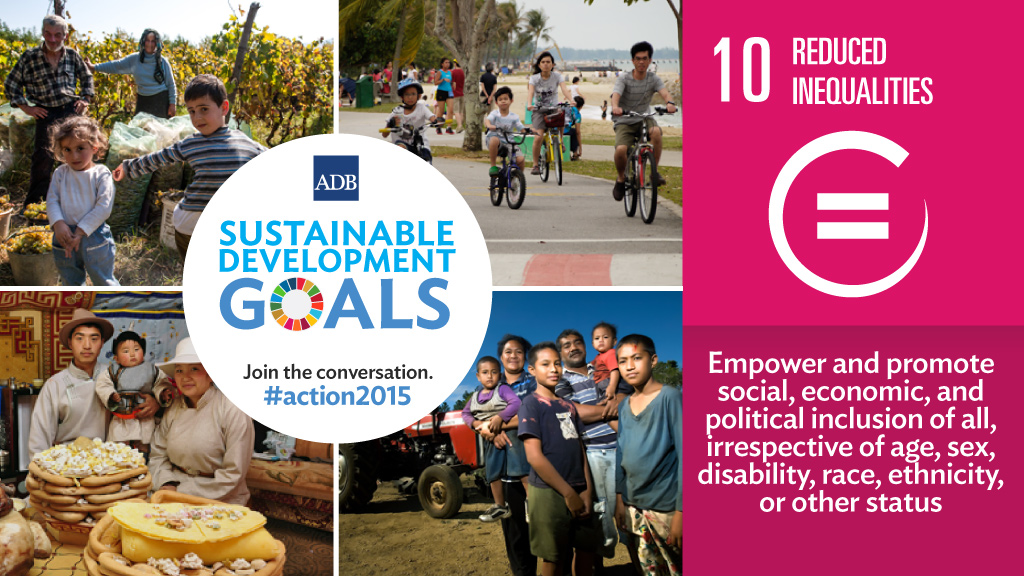 ADB
SUSTAINABLE
DEVELOPMENT
GOALS
Join the conversation.
#action2015
10 REDUCED
INEQUALITIES
Empower and promote
social, economic, and
political inclusion of all,
irrespective of age, sex,
disability, race, ethnicity,
or other status